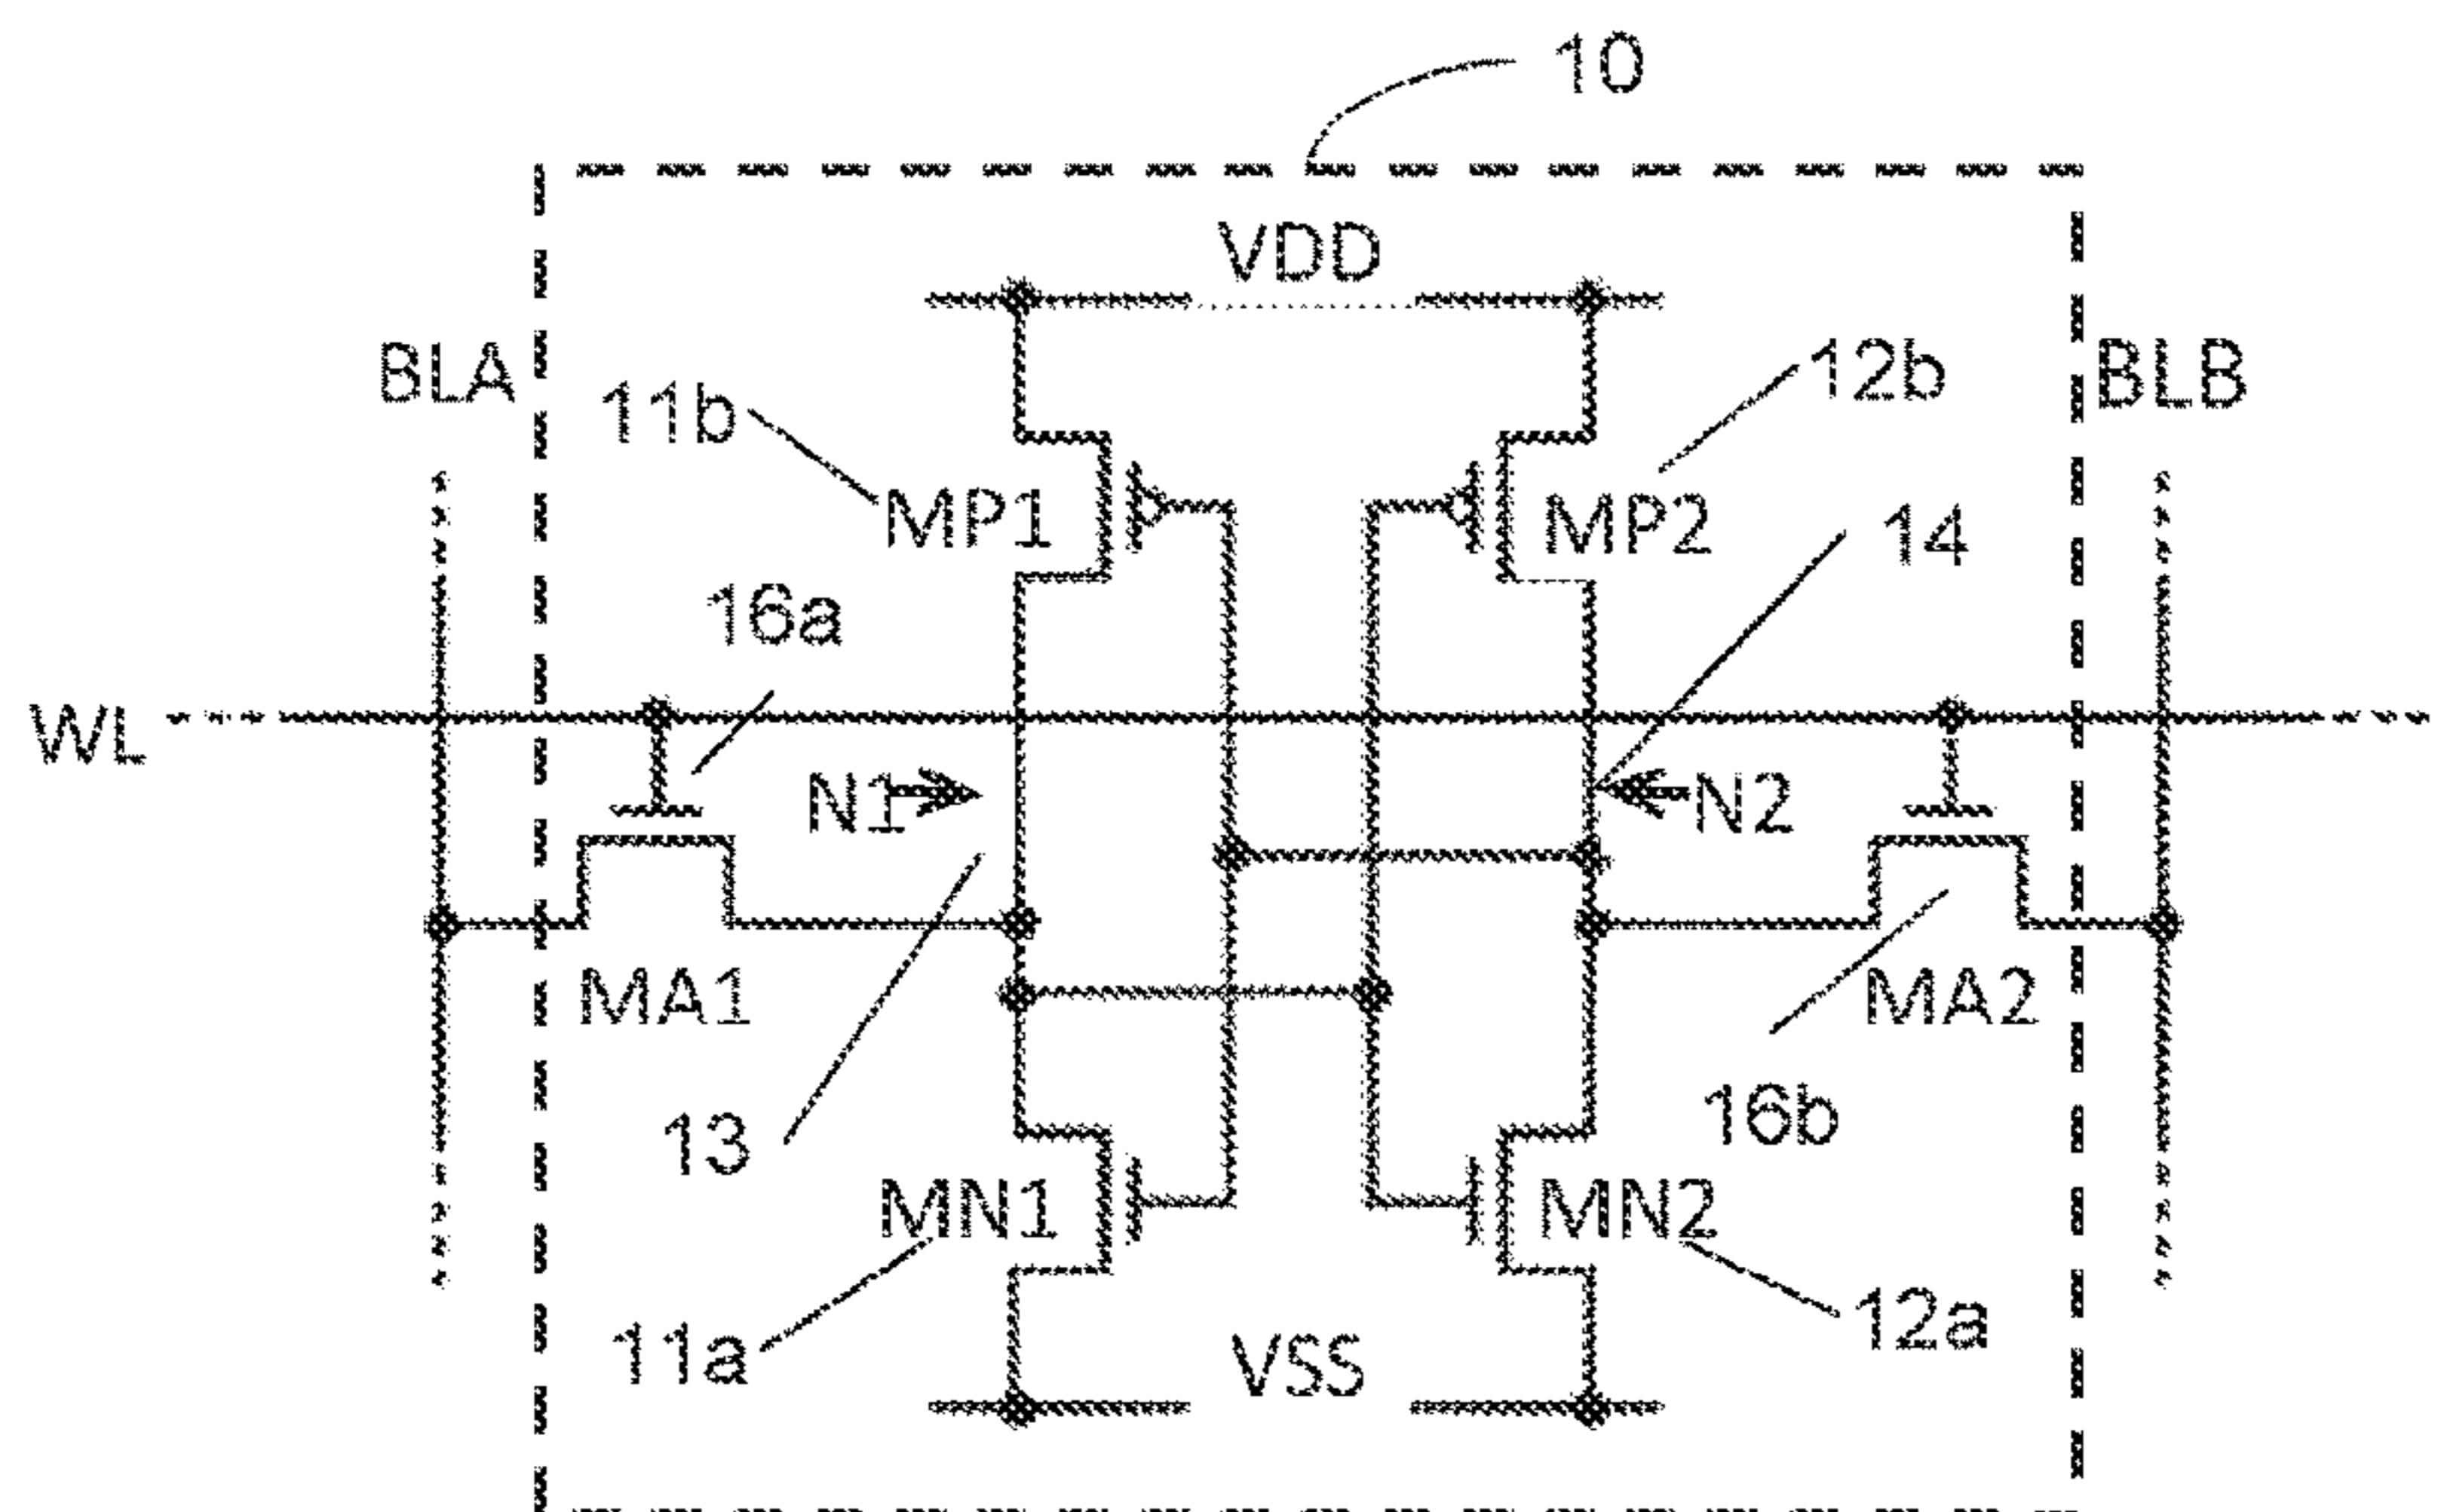 10
VDD
BLA
12b
BLB
11b
MP1
MP2
14
16a
WL
N1
N2
MA1
MA2
13
16b
MN1
MN2
11a
VSS
12a